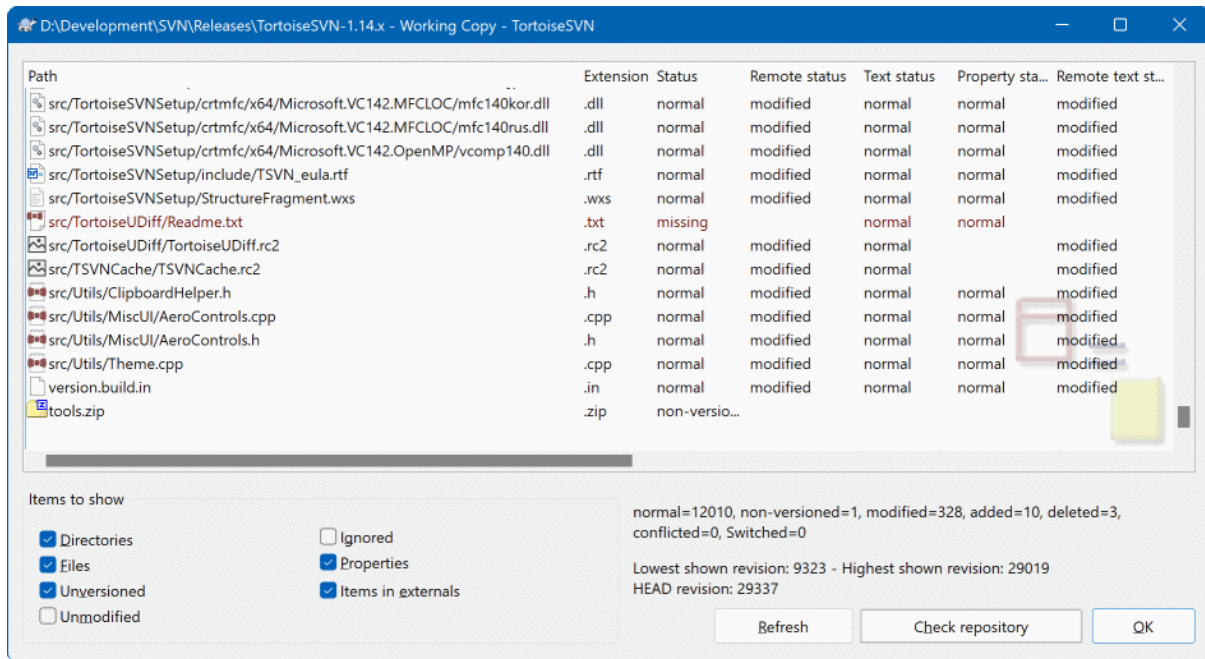 D:\Development\SVN\Releases\TortoiseSVN-1.14.x - Working Copy - TortoiseSVN
Path Extension Status Remote status Text status Property sta... Remote text st...
src/TortoiseSVNSetup/crtmfc/x64/Microsoft.VC142.MFCLOC/mfc140kor.dll .dll normal modified normal normal modified
src/TortoiseSVNSetup/crtmfc/x64/Microsoft.VC142.MFCLOC/mfc140rus.dll .dll normal modified normal normal modified
src/TortoiseSVNSetup/crtmfc/x64/Microsoft.VC142.OpenMP/vcomp140.dll .dll normal modified normal normal modified
src/TortoiseSVNSetup/include/TSVN_eula.rtf .rtf normal modified normal normal modified
src/TortoiseSVNSetup/StructureFragment.wxs .wxs normal modified normal normal modified
src/TortoiseUDiff/Readme.txt .txt missing normal normal
src/TortoiseUDiff/TortoiseUDiff.rc2 .rc2 normal modified normal modified
src/TSVNCache/TSVNCache.rc2 .rc2 normal modified normal modified
src/Utils/ClipboardHelper.h .h normal modified normal normal modified
src/Utils/MiscUI/AeroControls.cpp .cpp normal modified normal normal modified
src/Utils/MiscUI/AeroControls.h .h normal modified normal normal modified
src/Utils/Theme.cpp .cpp normal modified normal normal modified
version.build.in .in normal modified normal normal modified
tools.zip .zip non-versio...
Items to show
Directories
Files
Unversioned
Unmodified
Ignored
Properties
Items in externals
normal=12010, non-versioned=1, modified=328, added=10, deleted=3,
conflicted=0, Switched=0
Lowest shown revision: 9323 - Highest shown revision: 29019
HEAD revision: 29337
Refresh Check repository OK